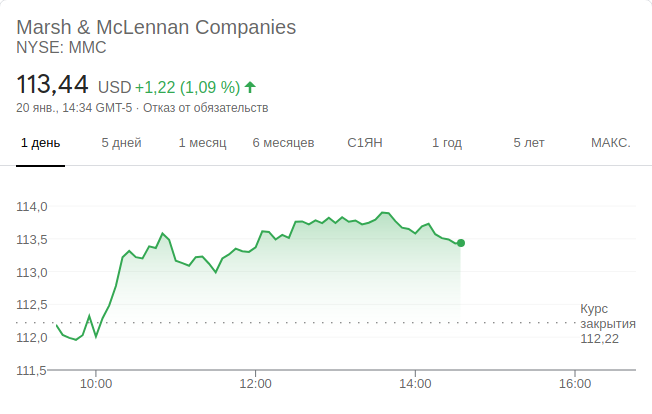 Marsh & McLennan Companies
NYSE: MMC
113,44 USD +1,22 (1,09 %)
20 янв., 14:34 GMT-5 · Отказ от обязательств
1 день 5 дней 1 месяц 6 месяцев С1ЯН 1 год 5 лет МАКС.
114,0
113,5
113,0
112,5
Курс
закрытия
112,22
112,0
111,5
10:00 12:00 14:00 16:00